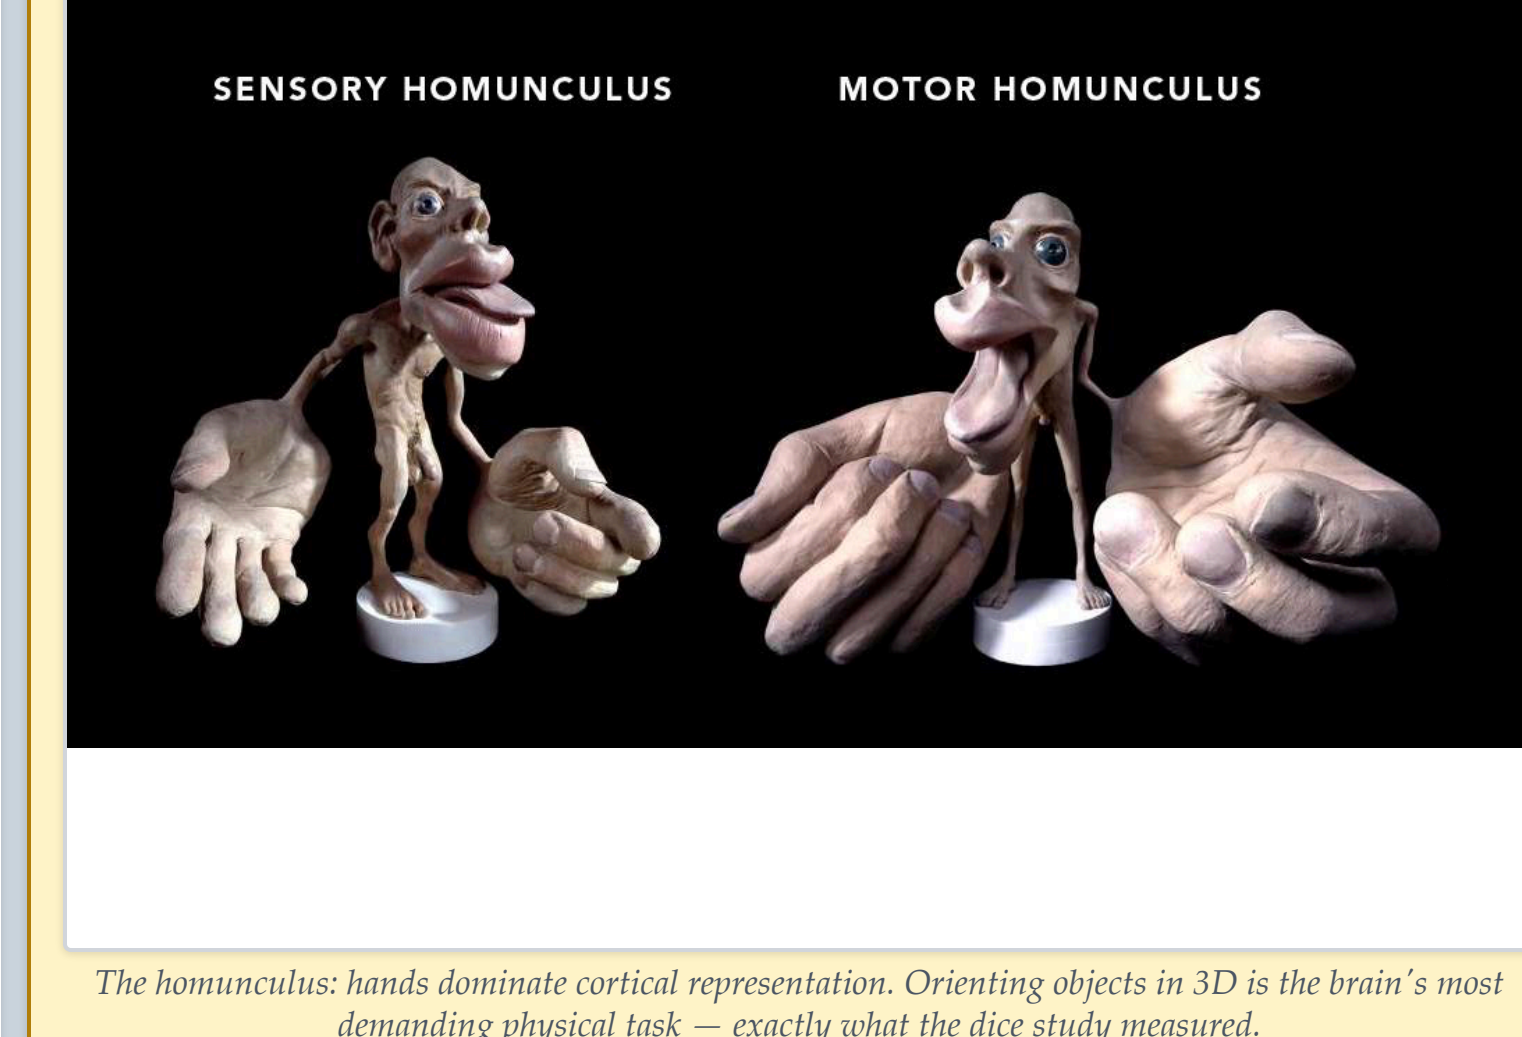 SENSORY HOMUNCULUS
MOTOR HOMUNCULUS
The homunculus: hands dominate cortical representation. Orienting objects in 3D is the brain's most
demanding physical task — exactly what the dice study measured.